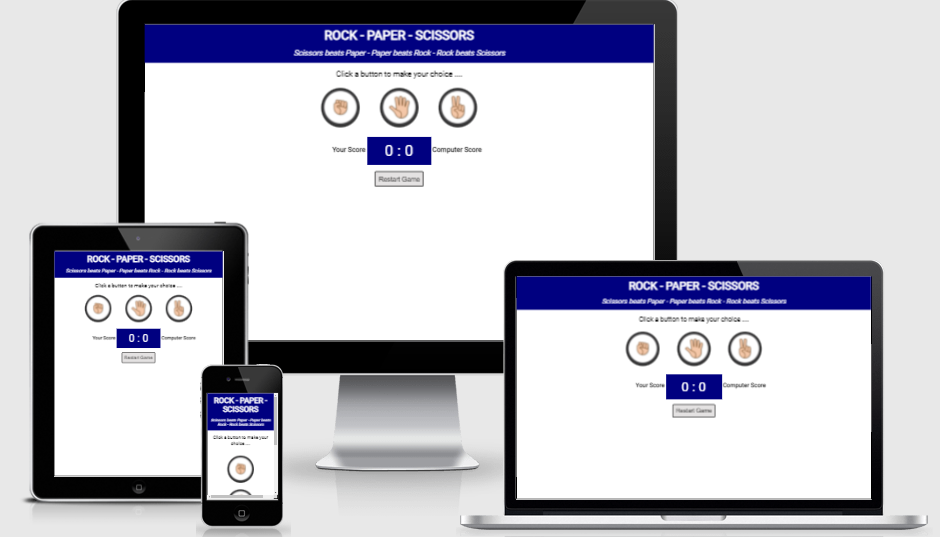 ROCK - PAPER - SCISSORS
Scissors beats Paper - Paper beats Rock - Rock beats Scissors
Click a button to make your choice ....
Your Score 0 : 0 Computer Score
Restart Game
ROCK - PAPER - SCISSORS
Scissors beats Paper - Paper beats Rock - Rock beats Scissors
Click a button to make your choice ....
Your Score 0 : 0 Computer Score
Restart Game
ROCK - PAPER -
SCISSORS
Scissors beats Paper - Paper beats
Rock - Rock beats Scissors
Click a button to make your
choice ....
ROCK - PAPER - SCISSORS
Scissors beats Paper - Paper beats Rock - Rock beats Scissors
Click a button to make your choice ....
Your Score 0 : 0 Computer Score
Restart Game